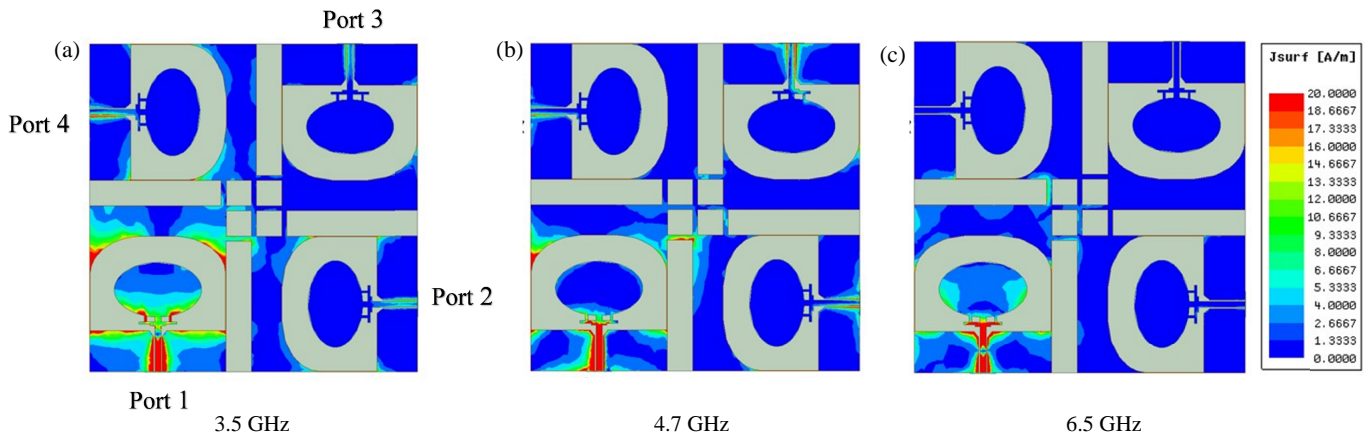 Port 3
(a)
(b)
(c)
Jsurf [A/m]
20.0000
18.6667
17.3333
16.0000
14.6667
13.3333
12.0000
10.6667
9.3333
8.0000
6.6667
5.3333
4.0000
2.6667
1.3333
0.0000
Port 4
Port 2
Port 1
3.5 GHz
4.7 GHz
6.5 GHz